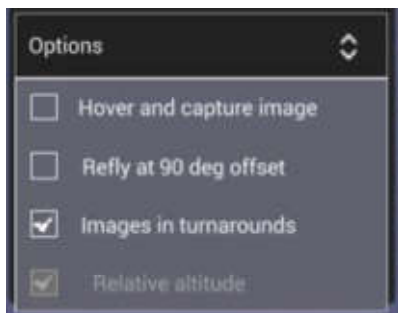 Options
Hover and capture image
Refly at 90 deg offset
Images in turnarounds
Relative altitude